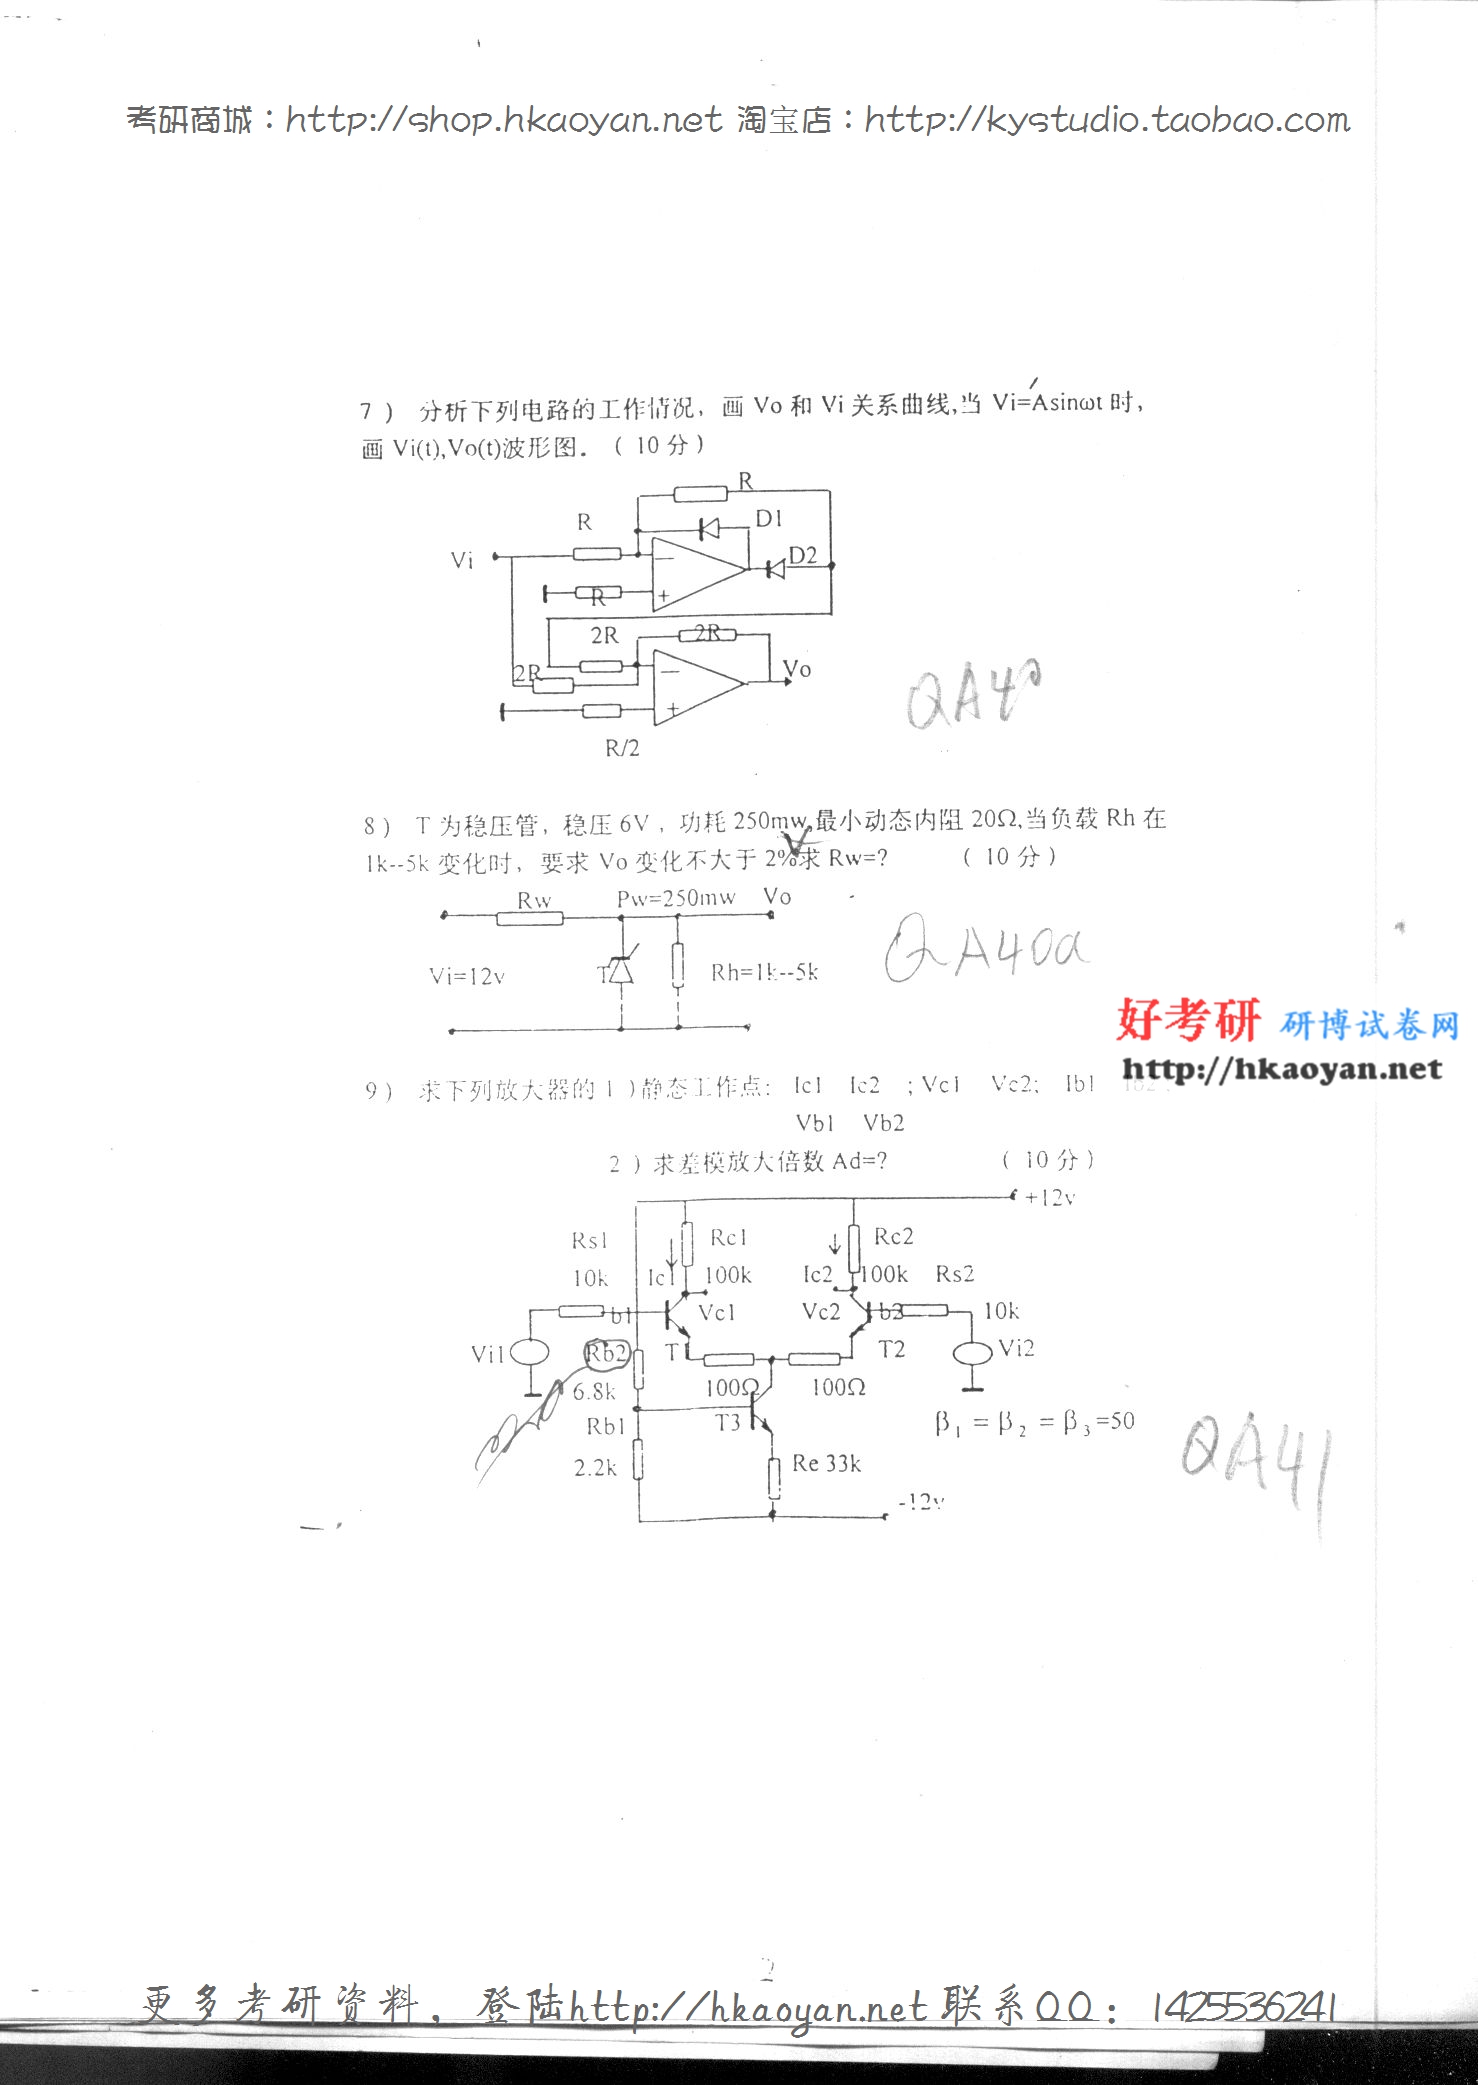 考研商城：http://shop.hkaoyan.net 淘宝店：http://kystudio.taobao.com
7） 分析下列电路的工作情况，画 Vo 和 Vi 关系曲线,当 Vi=Asinωt 时，
画 Vi(t),Vo(t)波形图．（10 分）
R
R
D1
Vi
D2
R
2R
2R
2R
Vo
R/2
QA40
8） T 为稳压管，稳压 6V，功耗 250mw,最小动态内阻 20Ω,当负载 Rh 在
1k--5k 变化时，要求 Vo 变化不大于 2%求 Rw=? （10 分）
Rw Pw=250mw Vo
Vi=12v T Rh=1k--5k
QA40a
好考研 研博试卷网
http://hkaoyan.net
9） 求下列放大器的 1）静态工作点： Ic1 Ic2 ；Vc1 Vc2; Ib1
Vb1 Vb2
2）求差模放大倍数 Ad=? （10 分）
+12v
Rs1 Rc1 Rc2
10k Ic1 100k Ic2 100k Rs2
b1 Vc1 Vc2 b2 10k
Vi1 Rb2 T1 T2 Vi2
6.8k 100Ω 100Ω
Rb1 T3 β1 = β2 = β3=50
2.2k Re 33k
QA41
-12v
2
更多考研资料，登陆http://hkaoyan.net 联系QQ：1425536241